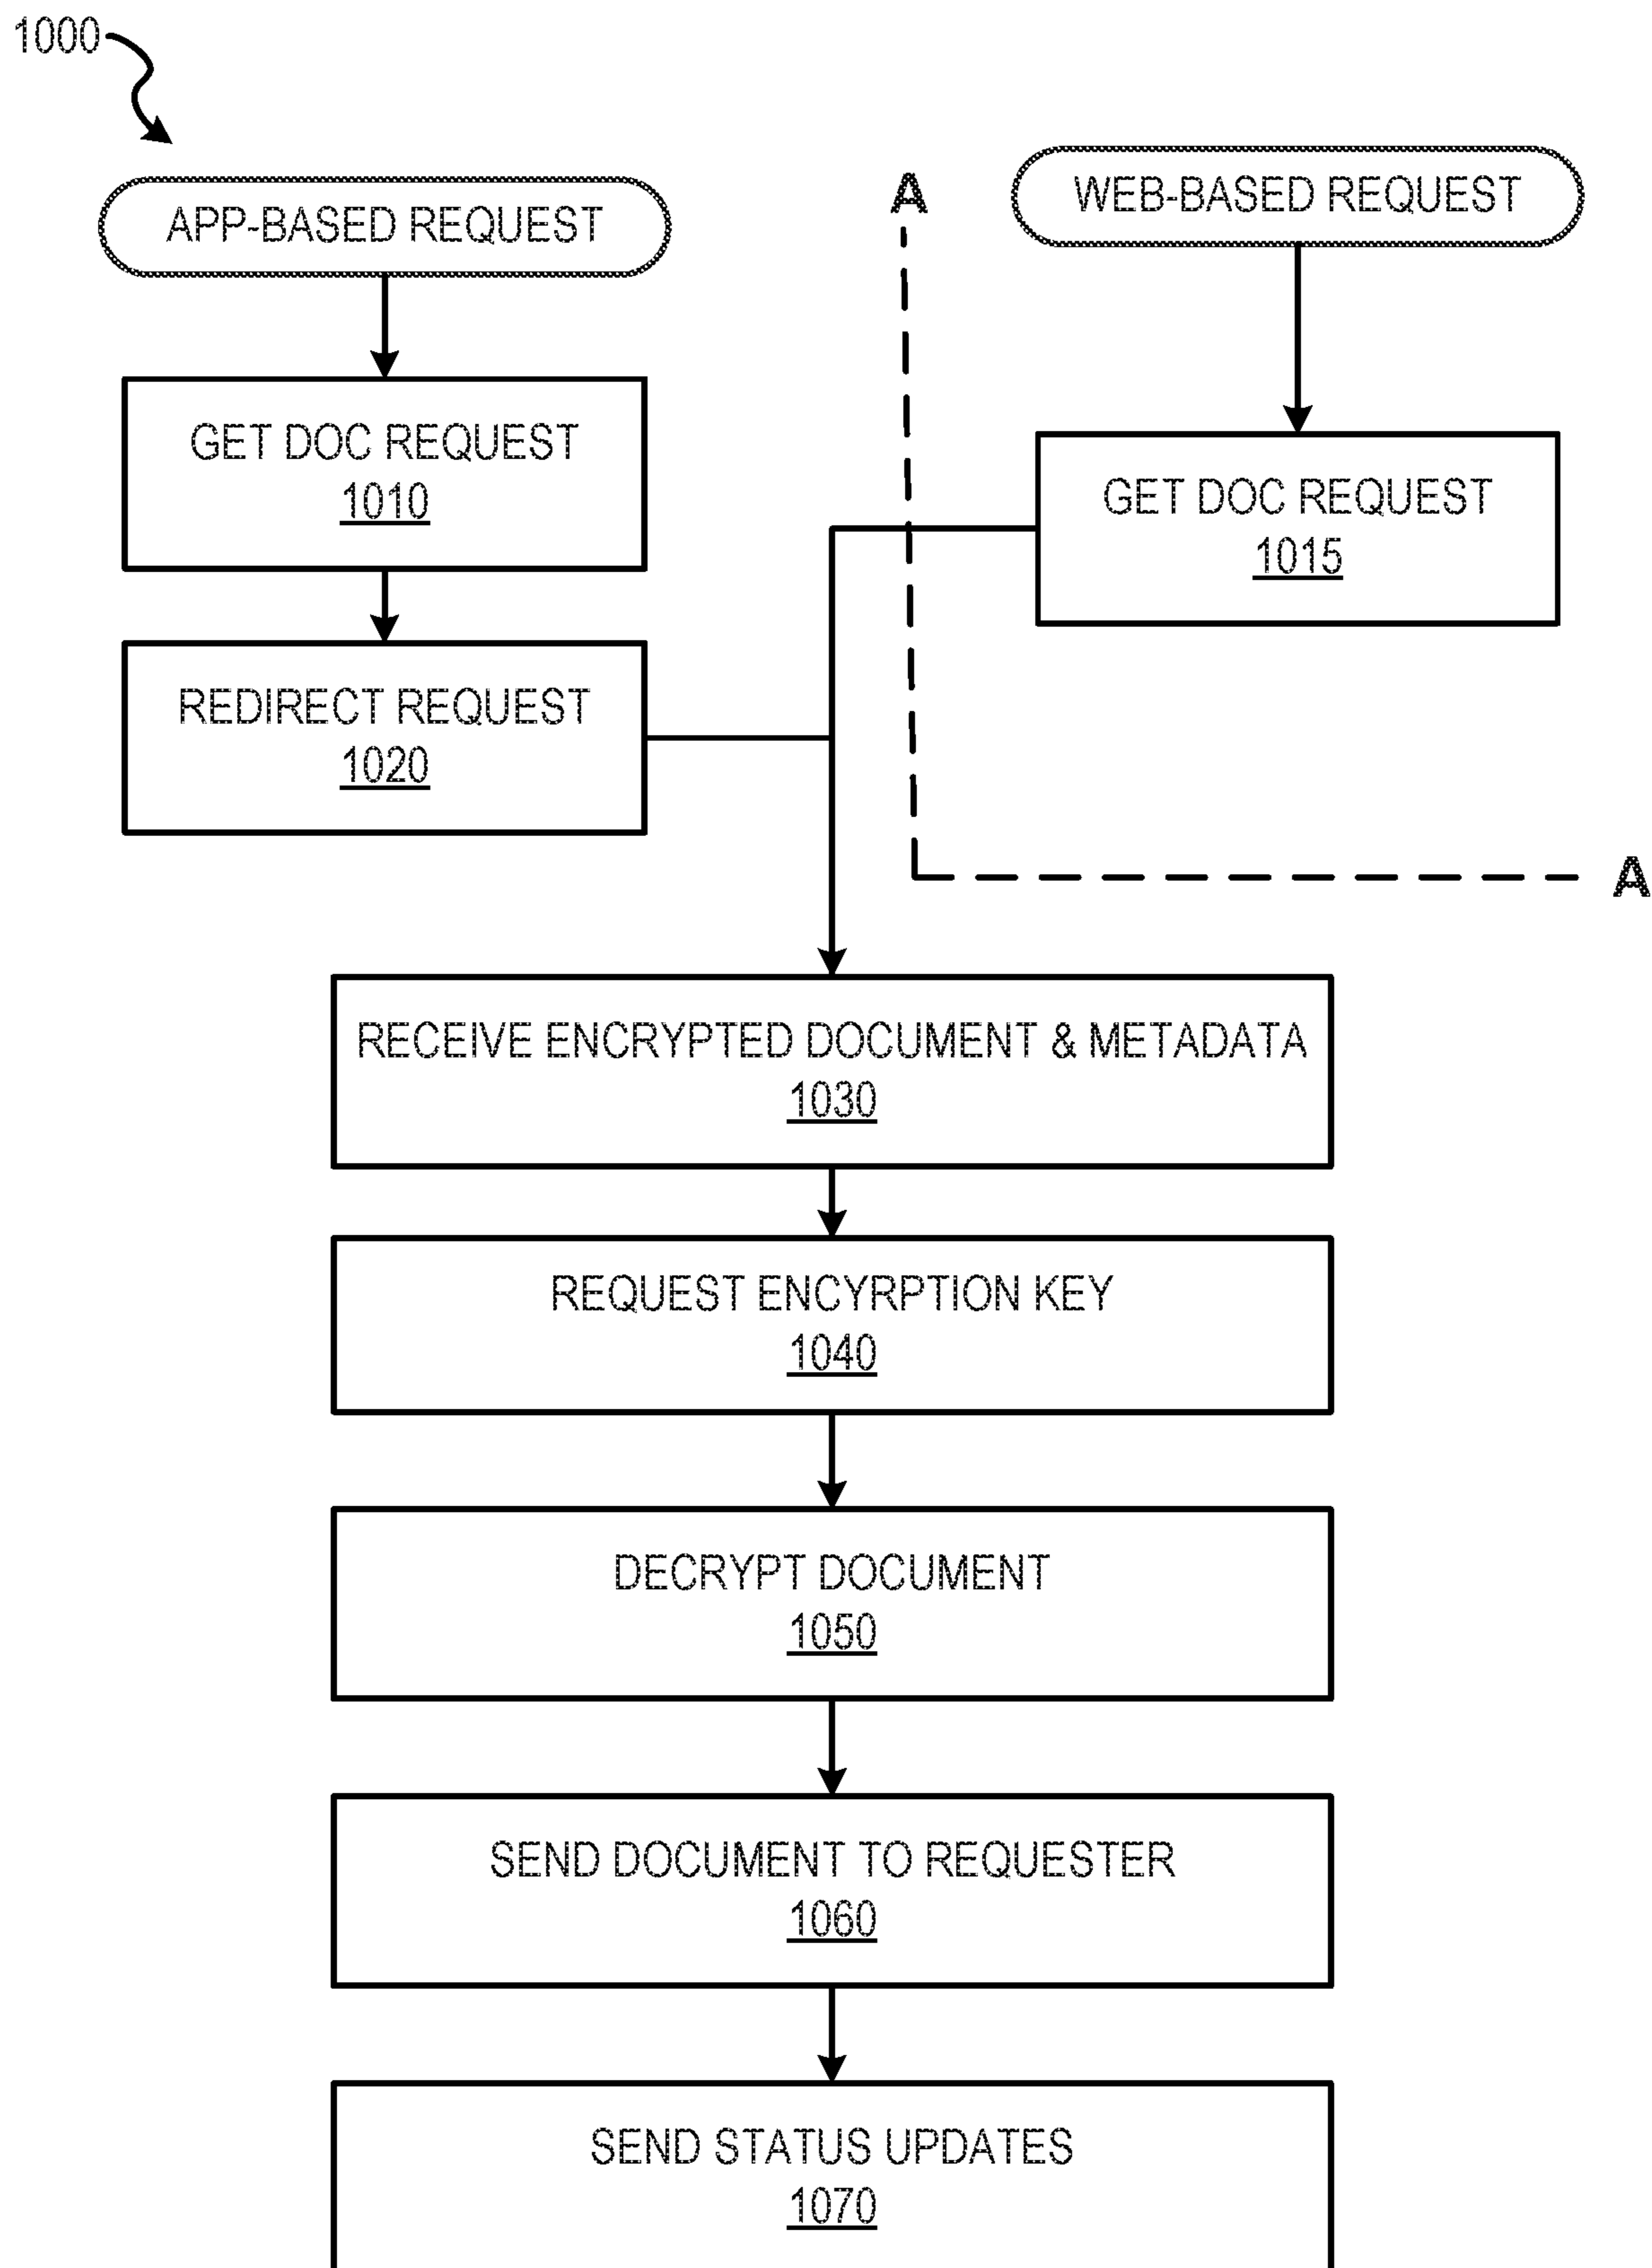 1000
APP-BASED REQUEST
A
WEB-BASED REQUEST
GET DOC REQUEST
1010
GET DOC REQUEST
1015
REDIRECT REQUEST
1020
A
RECEIVE ENCRYPTED DOCUMENT & METADATA
1030
REQUEST ENCYRPTION KEY
1040
DECRYPT DOCUMENT
1050
SEND DOCUMENT TO REQUESTER
1060
SEND STATUS UPDATES
1070